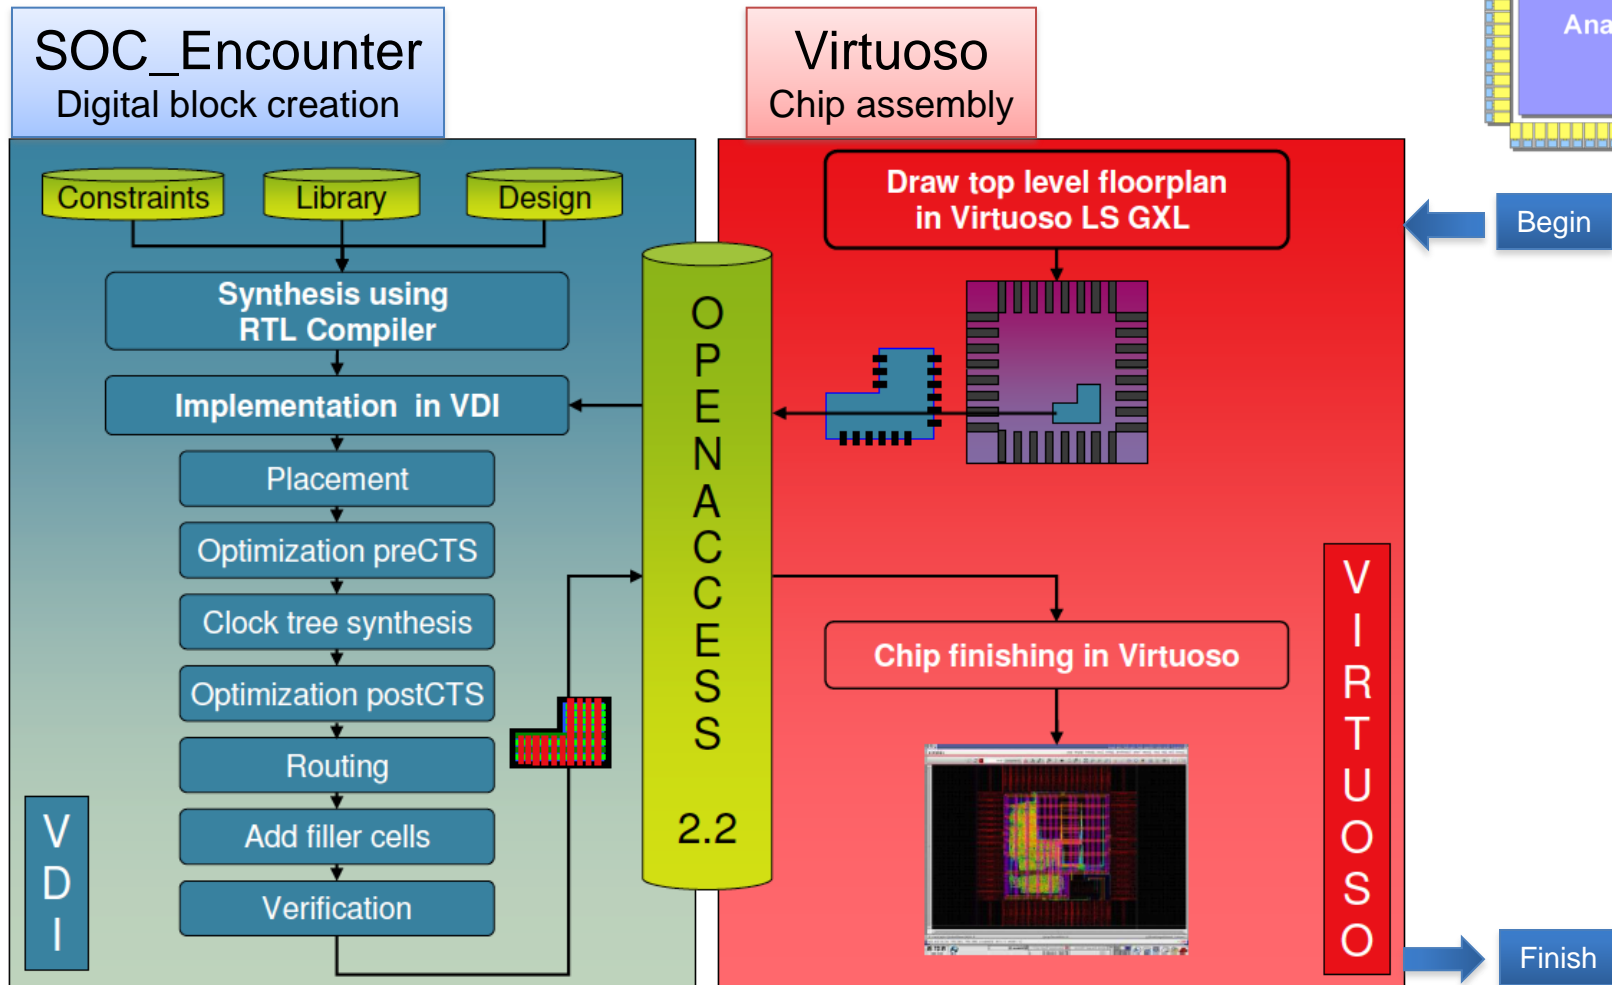 SOC_Encounter
Digital block creation
Virtuoso
Chip assembly
Constraints
Library
Design
Synthesis using
RTL Compiler
Implementation in VDI
Placement
Optimization preCTS
Clock tree synthesis
Optimization postCTS
Routing
Add filler cells
Verification
VDI
OPENACCESS
2.2
Draw top level floorplan
in Virtuoso LS GXL
Chip finishing in Virtuoso
VIRTUOSO
Ana
Begin
Finish